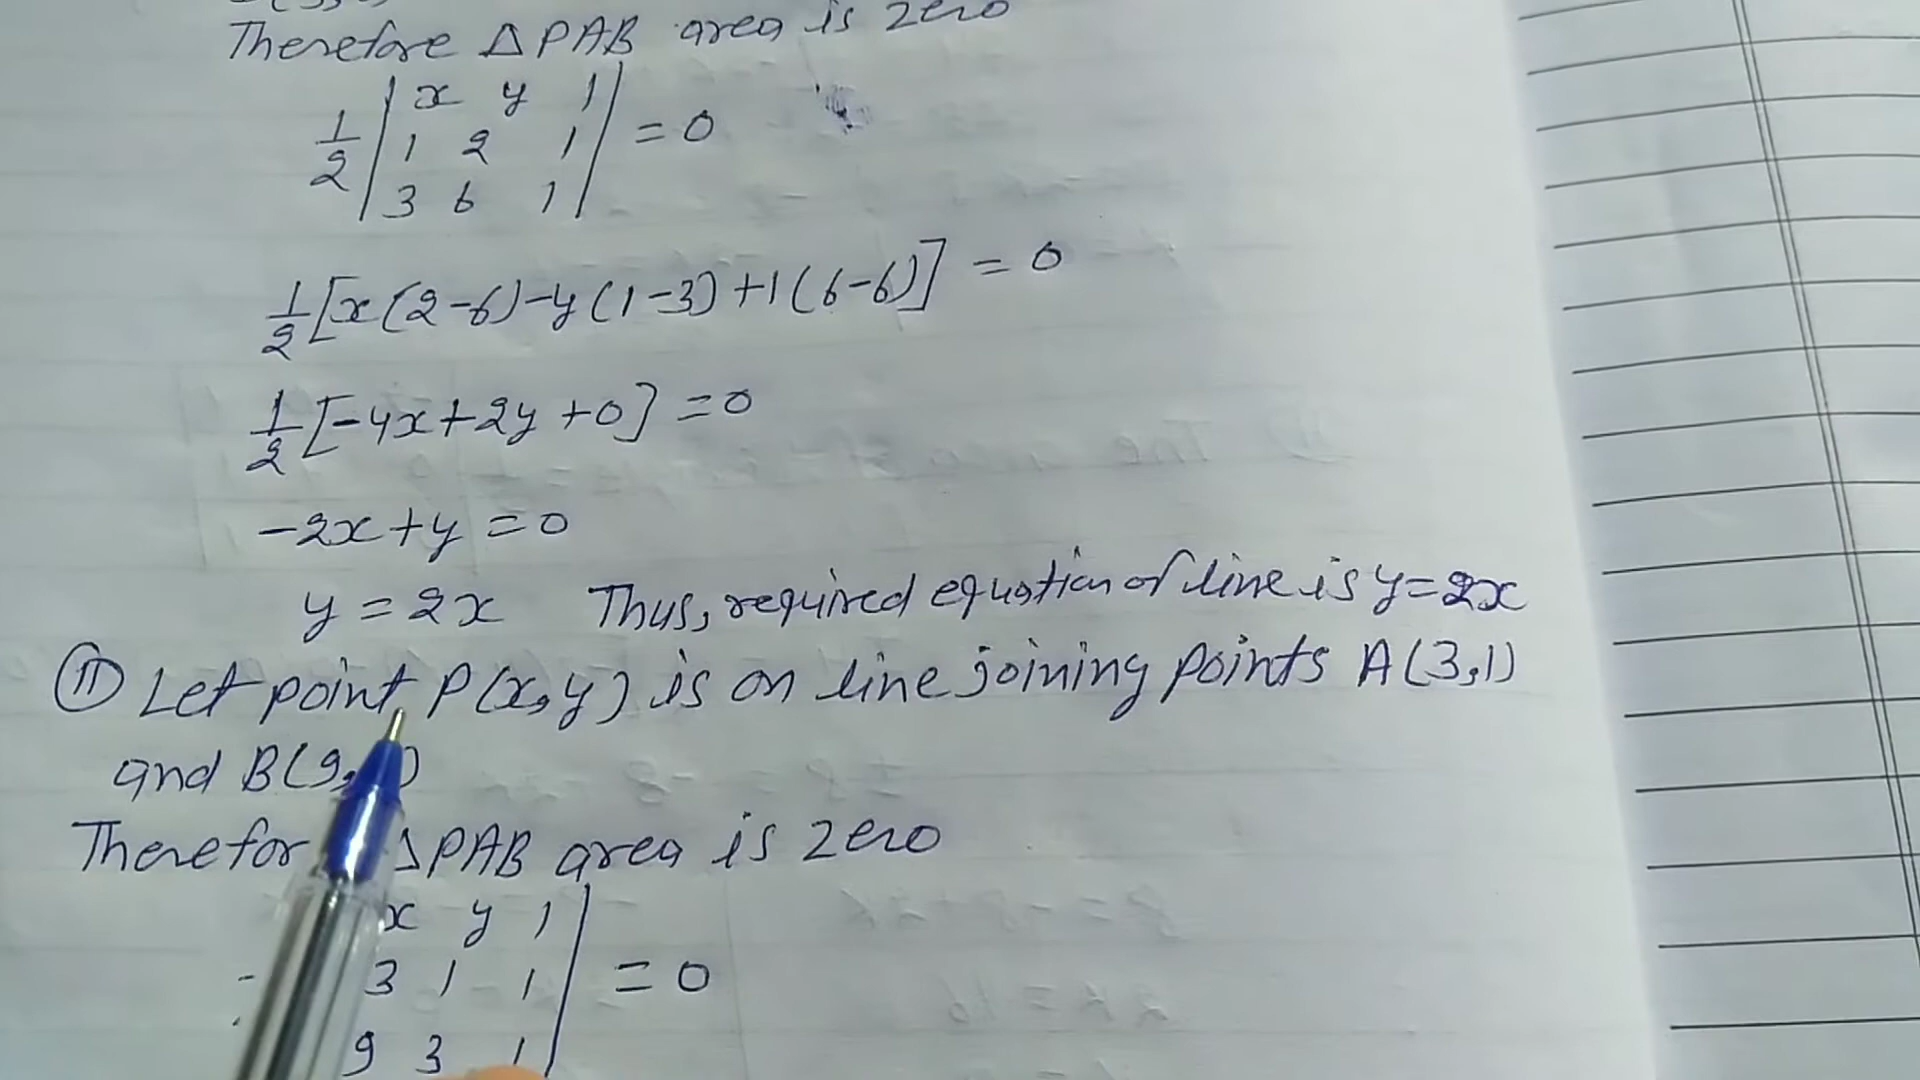 Therefore ΔPAB area is zero
1/2 | x y 1 |
| 1 2 1 | = 0
| 3 6 1 |
1/2 [x(2-6)-y(1-3)+1(6-6)] = 0
1/2 [-4x+2y+0] = 0
-2x+y = 0
y = 2x Thus, required equation of line is y=2x
(ii) Let point P(x,y) is on line joining points A(3,1)
and B(9, )
Therefor ΔPAB area is zero
x y 1 |
3 1 1 | = 0
9 3 1 |